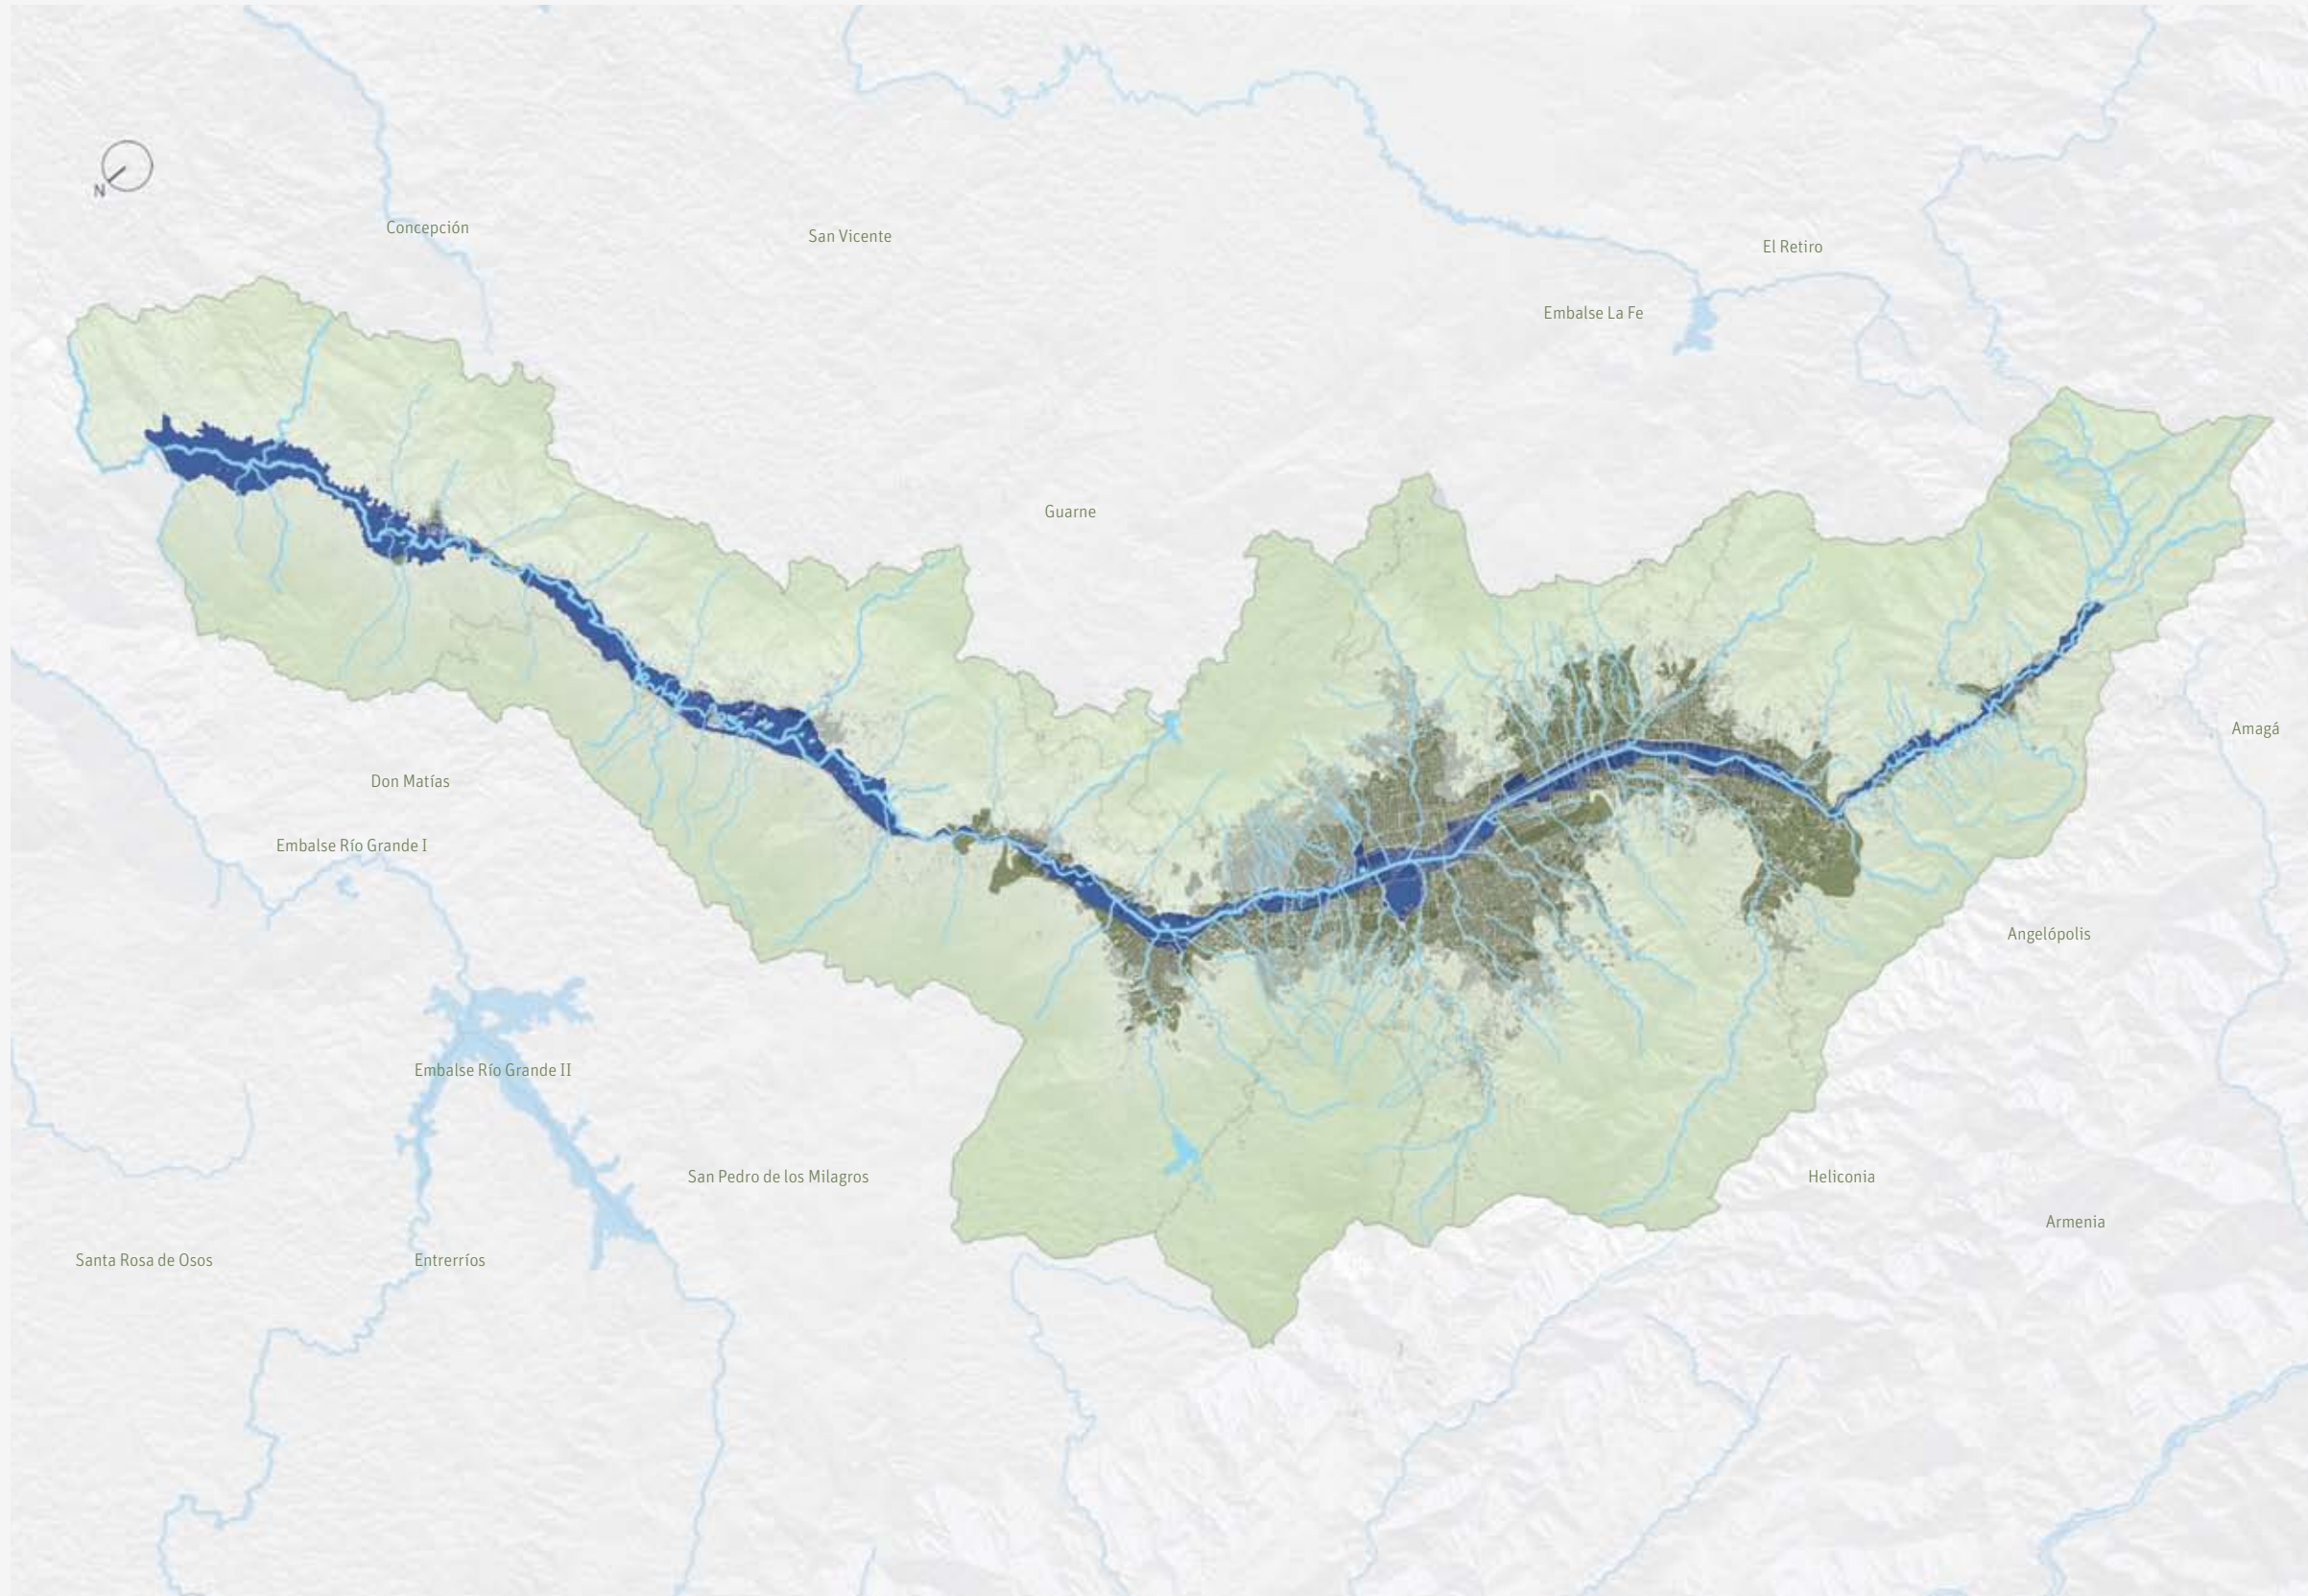 N
Concepción
San Vicente
El Retiro
Embalse La Fe
Guarne
Amagá
Don Matías
Embalse Río Grande I
Angelópolis
Embalse Río Grande II
San Pedro de los Milagros
Heliconia
Armenia
Santa Rosa de Osos
Entrerríos